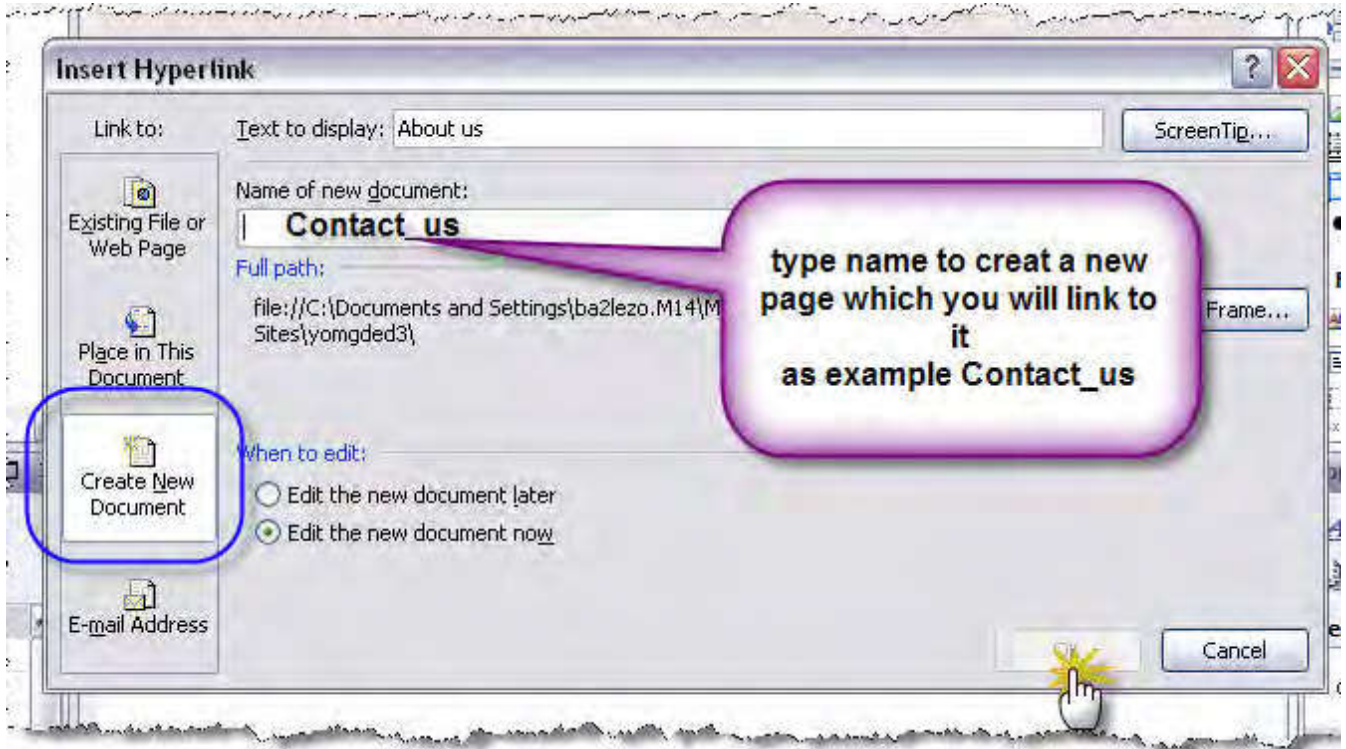 Insert Hyperlink
Link to:
Text to display: About us
ScreenTip...
Existing File or
Web Page
Name of new document:
Contact_us
Full path:
file://C:\Documents and Settings\ba2lezo.M14\M
Sites\yomgded3\
type name to creat a new
page which you will link to
it
as example Contact_us
Frame...
Place in This
Document
Create New
Document
When to edit:
Edit the new document later
Edit the new document now
E-mail Address
Cancel